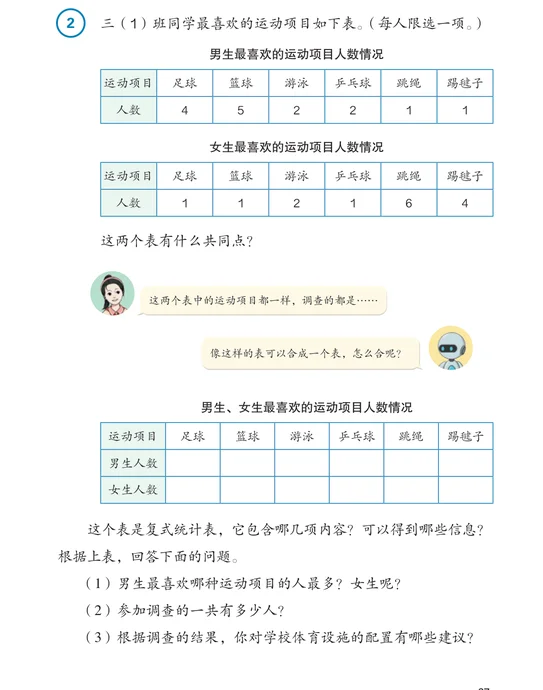 2 三（1）班同学最喜欢的运动项目如下表。（每人限选一项。）
男生最喜欢的运动项目人数情况
运动项目 足球 篮球 游泳 乒乓球 跳绳 踢毽子
人数 4 5 2 2 1 1
女生最喜欢的运动项目人数情况
运动项目 足球 篮球 游泳 乒乓球 跳绳 踢毽子
人数 1 1 2 1 6 4
这两个表有什么共同点？
这两个表中的运动项目都一样，调查的都是……
像这样的表可以合成一个表，怎么合呢？
男生、女生最喜欢的运动项目人数情况
运动项目 足球 篮球 游泳 乒乓球 跳绳 踢毽子
男生人数
女生人数
这个表是复式统计表，它包含哪几项内容？可以得到哪些信息？
根据上表，回答下面的问题。
（1）男生最喜欢哪种运动项目的人最多？女生呢？
（2）参加调查的一共有多少人？
（3）根据调查的结果，你对学校体育设施的配置有哪些建议？